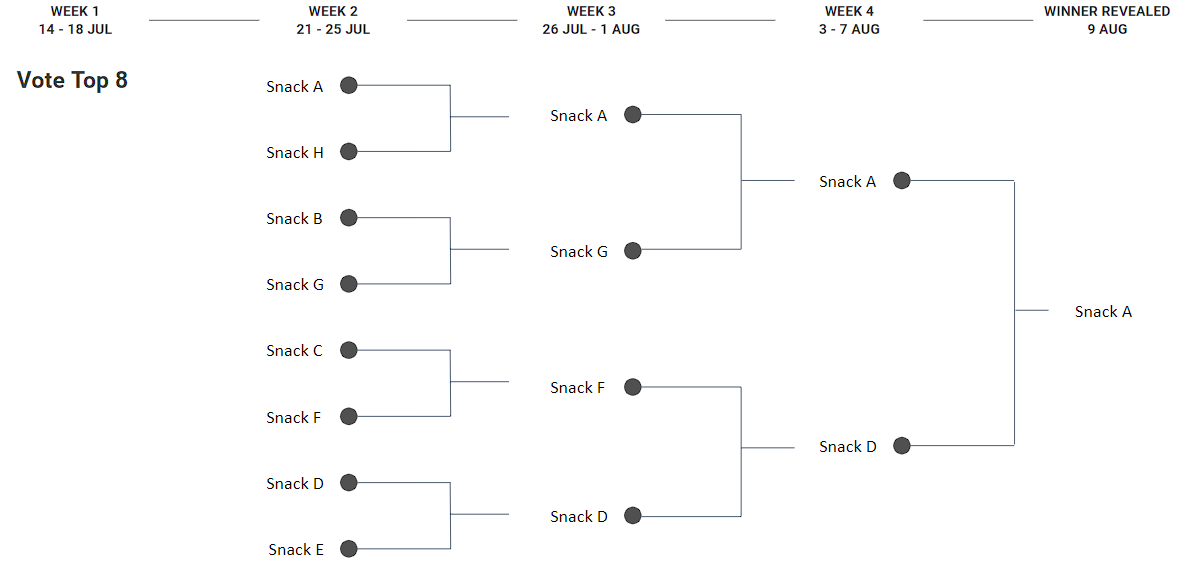 WEEK 1
14 - 18 JUL
WEEK 2
21 - 25 JUL
WEEK 3
26 JUL - 1 AUG
WEEK 4
3 - 7 AUG
WINNER REVEALED
9 AUG
Vote Top 8
Snack A
Snack H
Snack B
Snack G
Snack C
Snack F
Snack D
Snack E
Snack A
Snack G
Snack F
Snack D
Snack A
Snack D
Snack A